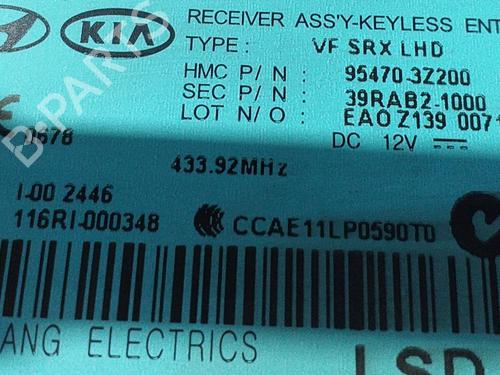 KIA
RECEIVER ASS'Y-KEYLESS ENT
TYPE : VF SRX LHD
HMC P/N : 95470-3Z200
SEC P/N : 39RAB2-1000
LOT N/O : EAO Z139 007
DC 12V
0678
433.92MHz
I-00 2446
116RI-000348
CCAE11LP0590T0
ANG ELECTRICS
LSD
B-PARTS